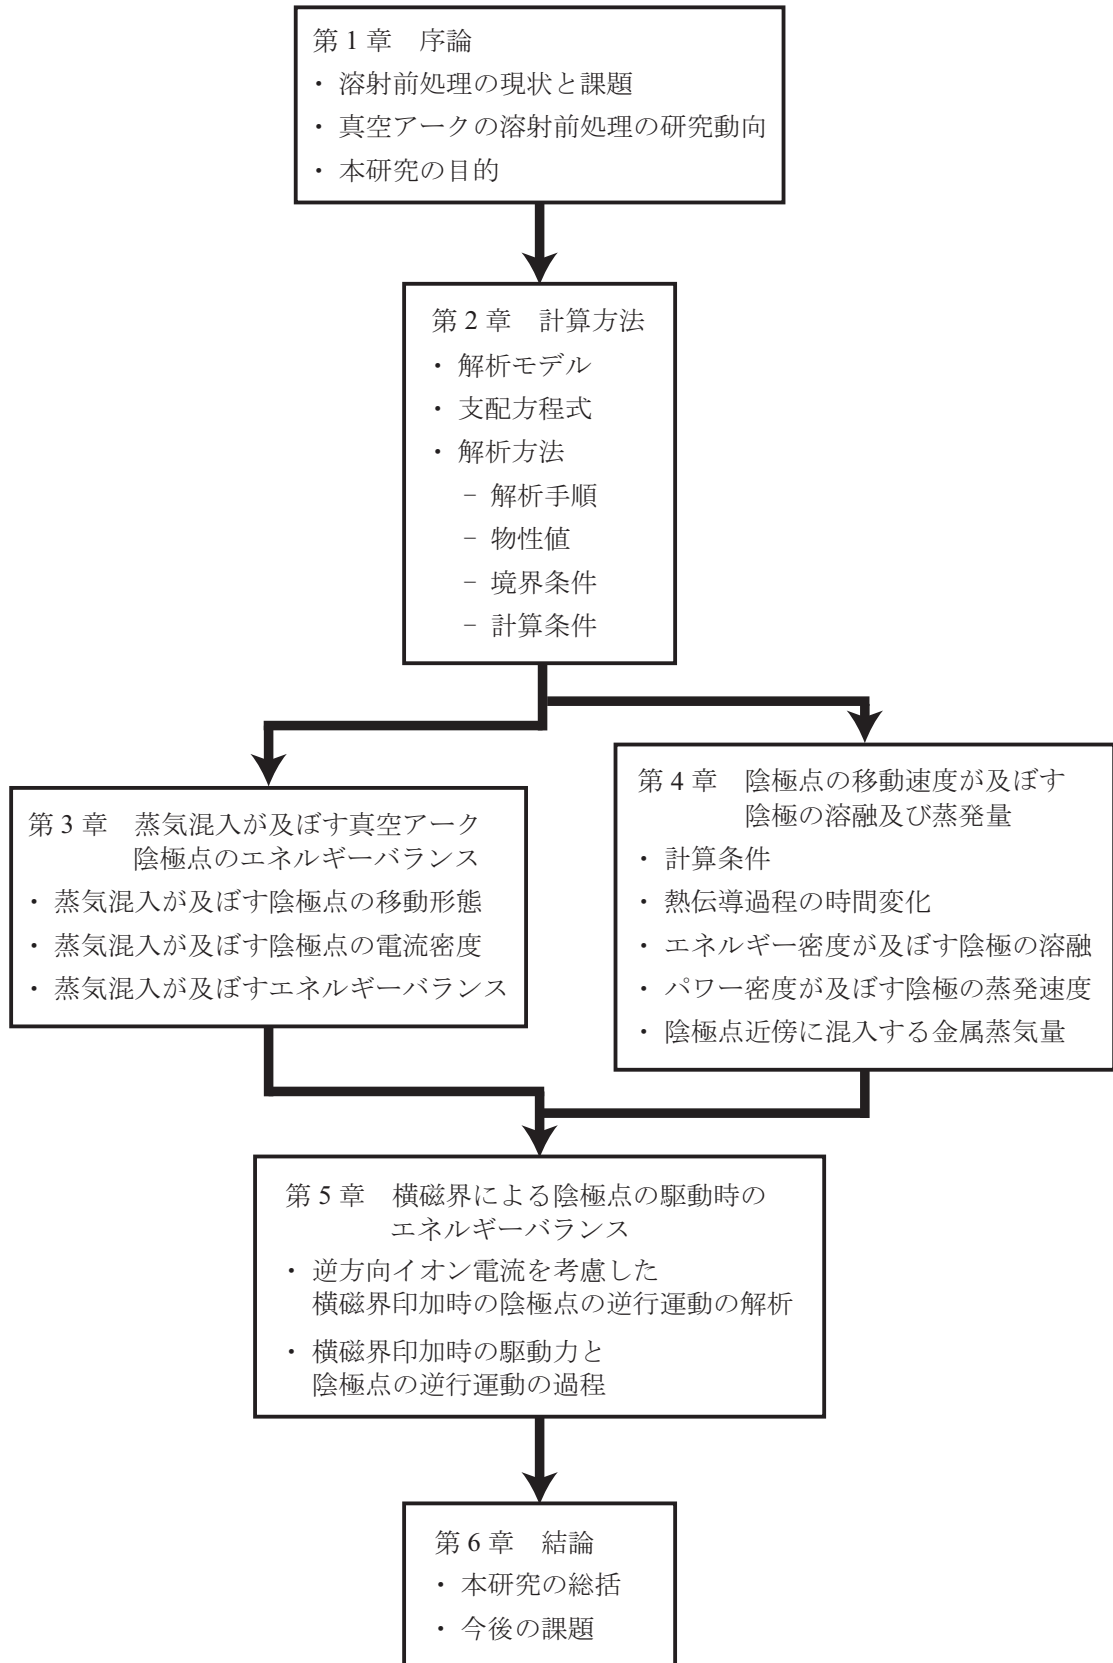 第 1 章　序論
・ 溶射前処理の現状と課題
・ 真空アークの溶射前処理の研究動向
・ 本研究の目的
第 2 章　計算方法
・ 解析モデル
・ 支配方程式
・ 解析方法
− 解析手順
− 物性値
− 境界条件
− 計算条件
第 3 章　蒸気混入が及ぼす真空アーク
陰極点のエネルギーバランス
・ 蒸気混入が及ぼす陰極点の移動形態
・ 蒸気混入が及ぼす陰極点の電流密度
・ 蒸気混入が及ぼすエネルギーバランス
第 4 章　陰極点の移動速度が及ぼす
陰極の溶融及び蒸発量
・ 計算条件
・ 熱伝導過程の時間変化
・ エネルギー密度が及ぼす陰極の溶融
・ パワー密度が及ぼす陰極の蒸発速度
・ 陰極点近傍に混入する金属蒸気量
第 5 章　横磁界による陰極点の駆動時の
エネルギーバランス
・ 逆方向イオン電流を考慮した
横磁界印加時の陰極点の逆行運動の解析
・ 横磁界印加時の駆動力と
陰極点の逆行運動の過程
第 6 章　結論
・ 本研究の総括
・ 今後の課題